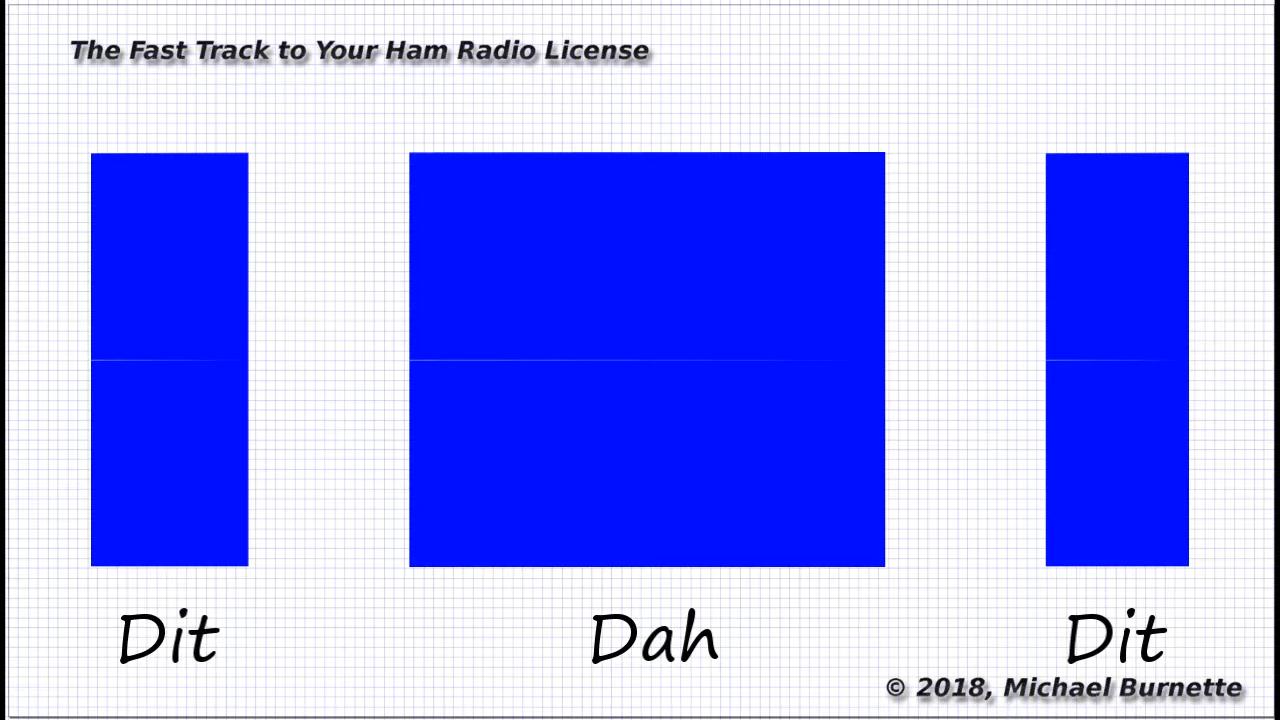 The Fast Track to Your Ham Radio License
Dit Dah Dit
© 2018, Michael Burnette